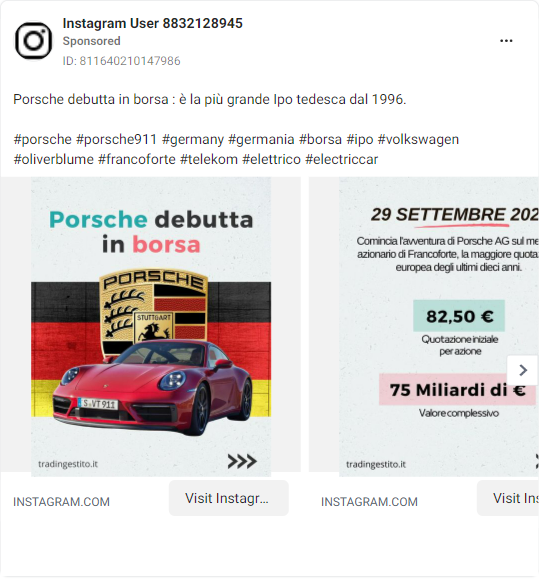 Instagram User 8832128945
Sponsored
ID: 811640210147986
Porsche debutta in borsa : è la più grande Ipo tedesca dal 1996.
#porsche #porsche911 #germany #germania #borsa #ipo #volkswagen
#oliverblume #francoforte #telekom #elettrico #electriccar
Porsche debutta
in borsa
PORSCHE
STUTTGART
S·VT 911
tradingestito.it
29 SETTEMBRE 202
Comincia l'avventura di Porsche AG sul me
azionario di Francoforte, la maggiore quota
europea degli ultimi dieci anni.
82,50 €
Quotazione iniziale
per azione
75 Miliardi di €
Valore complessivo
tradingestito.it
INSTAGRAM.COM
Visit Instagr...
INSTAGRAM.COM
Visit Ins